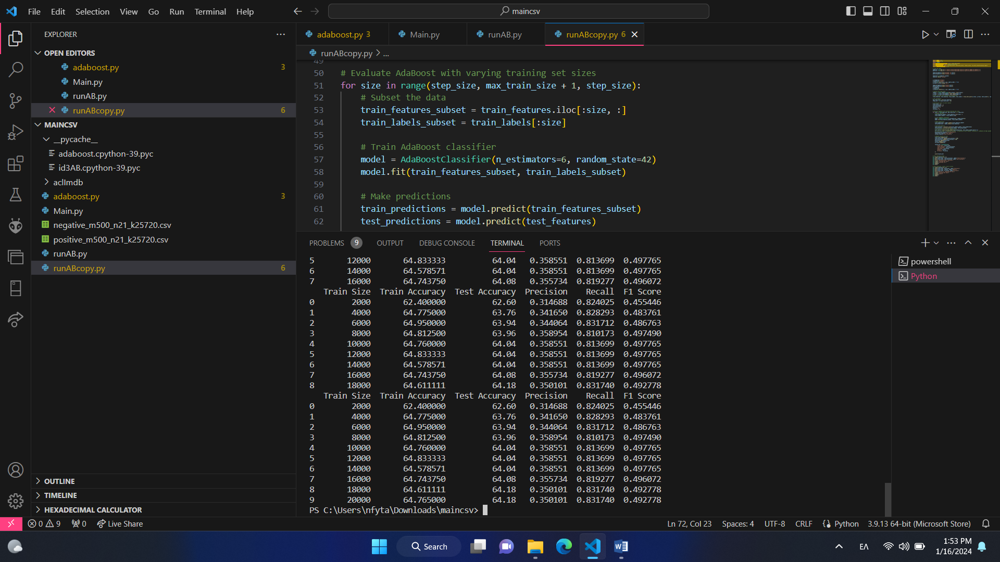 File Edit Selection View Go Run Terminal Help
maincsv
EXPLORER
OPEN EDITORS
adaboost.py 3
Main.py
runAB.py
runABcopy.py 6
MAINCSV
__pycache__
adaboost.cpython-39.pyc
id3AB.cpython-39.pyc
aclImdb
adaboost.py 3
Main.py
negative_m500_n21_k25720.csv
positive_m500_n21_k25720.csv
runAB.py
runABcopy.py 6
OUTLINE
TIMELINE
HEXADECIMAL CALCULATOR
adaboost.py 3 Main.py runAB.py runABcopy.py 6
runABcopy.py > ...
49
50 # Evaluate AdaBoost with varying training set sizes
51 for size in range(step_size, max_train_size + 1, step_size):
52 # Subset the data
53 train_features_subset = train_features.iloc[:size, :]
54 train_labels_subset = train_labels[:size]
55
56 # Train AdaBoost classifier
57 model = AdaBoostClassifier(n_estimators=6, random_state=42)
58 model.fit(train_features_subset, train_labels_subset)
59
60 # Make predictions
61 train_predictions = model.predict(train_features_subset)
62 test_predictions = model.predict(test_features)
PROBLEMS 9 OUTPUT DEBUG CONSOLE TERMINAL PORTS
5 12000 64.833333 64.04 0.358551 0.813699 0.497765
6 14000 64.578571 64.04 0.358551 0.813699 0.497765
7 16000 64.743750 64.08 0.355734 0.819277 0.496072
Train Size Train Accuracy Test Accuracy Precision Recall F1 Score
0 2000 62.400000 62.60 0.314688 0.824025 0.455446
1 4000 64.775000 63.76 0.341650 0.828293 0.483761
2 6000 64.950000 63.94 0.344064 0.831712 0.486763
3 8000 64.812500 63.96 0.358954 0.810173 0.497490
4 10000 64.760000 64.04 0.358551 0.813699 0.497765
5 12000 64.833333 64.04 0.358551 0.813699 0.497765
6 14000 64.578571 64.04 0.358551 0.813699 0.497765
7 16000 64.743750 64.08 0.355734 0.819277 0.496072
8 18000 64.611111 64.18 0.350101 0.831740 0.492778
Train Size Train Accuracy Test Accuracy Precision Recall F1 Score
0 2000 62.400000 62.60 0.314688 0.824025 0.455446
1 4000 64.775000 63.76 0.341650 0.828293 0.483761
2 6000 64.950000 63.94 0.344064 0.831712 0.486763
3 8000 64.812500 63.96 0.358954 0.810173 0.497490
4 10000 64.760000 64.04 0.358551 0.813699 0.497765
5 12000 64.833333 64.04 0.358551 0.813699 0.497765
6 14000 64.578571 64.04 0.358551 0.813699 0.497765
7 16000 64.743750 64.08 0.355734 0.819277 0.496072
8 18000 64.611111 64.18 0.350101 0.831740 0.492778
9 20000 64.765000 64.18 0.350101 0.831740 0.492778
PS C:\Users\nfyta\Downloads\maincsv>
powershell
Python
0 9 0 Live Share
Ln 72, Col 23 Spaces: 4 UTF-8 CRLF Python 3.9.13 64-bit (Microsoft Store)
Search
ΕΛ
1:53 PM
1/16/2024